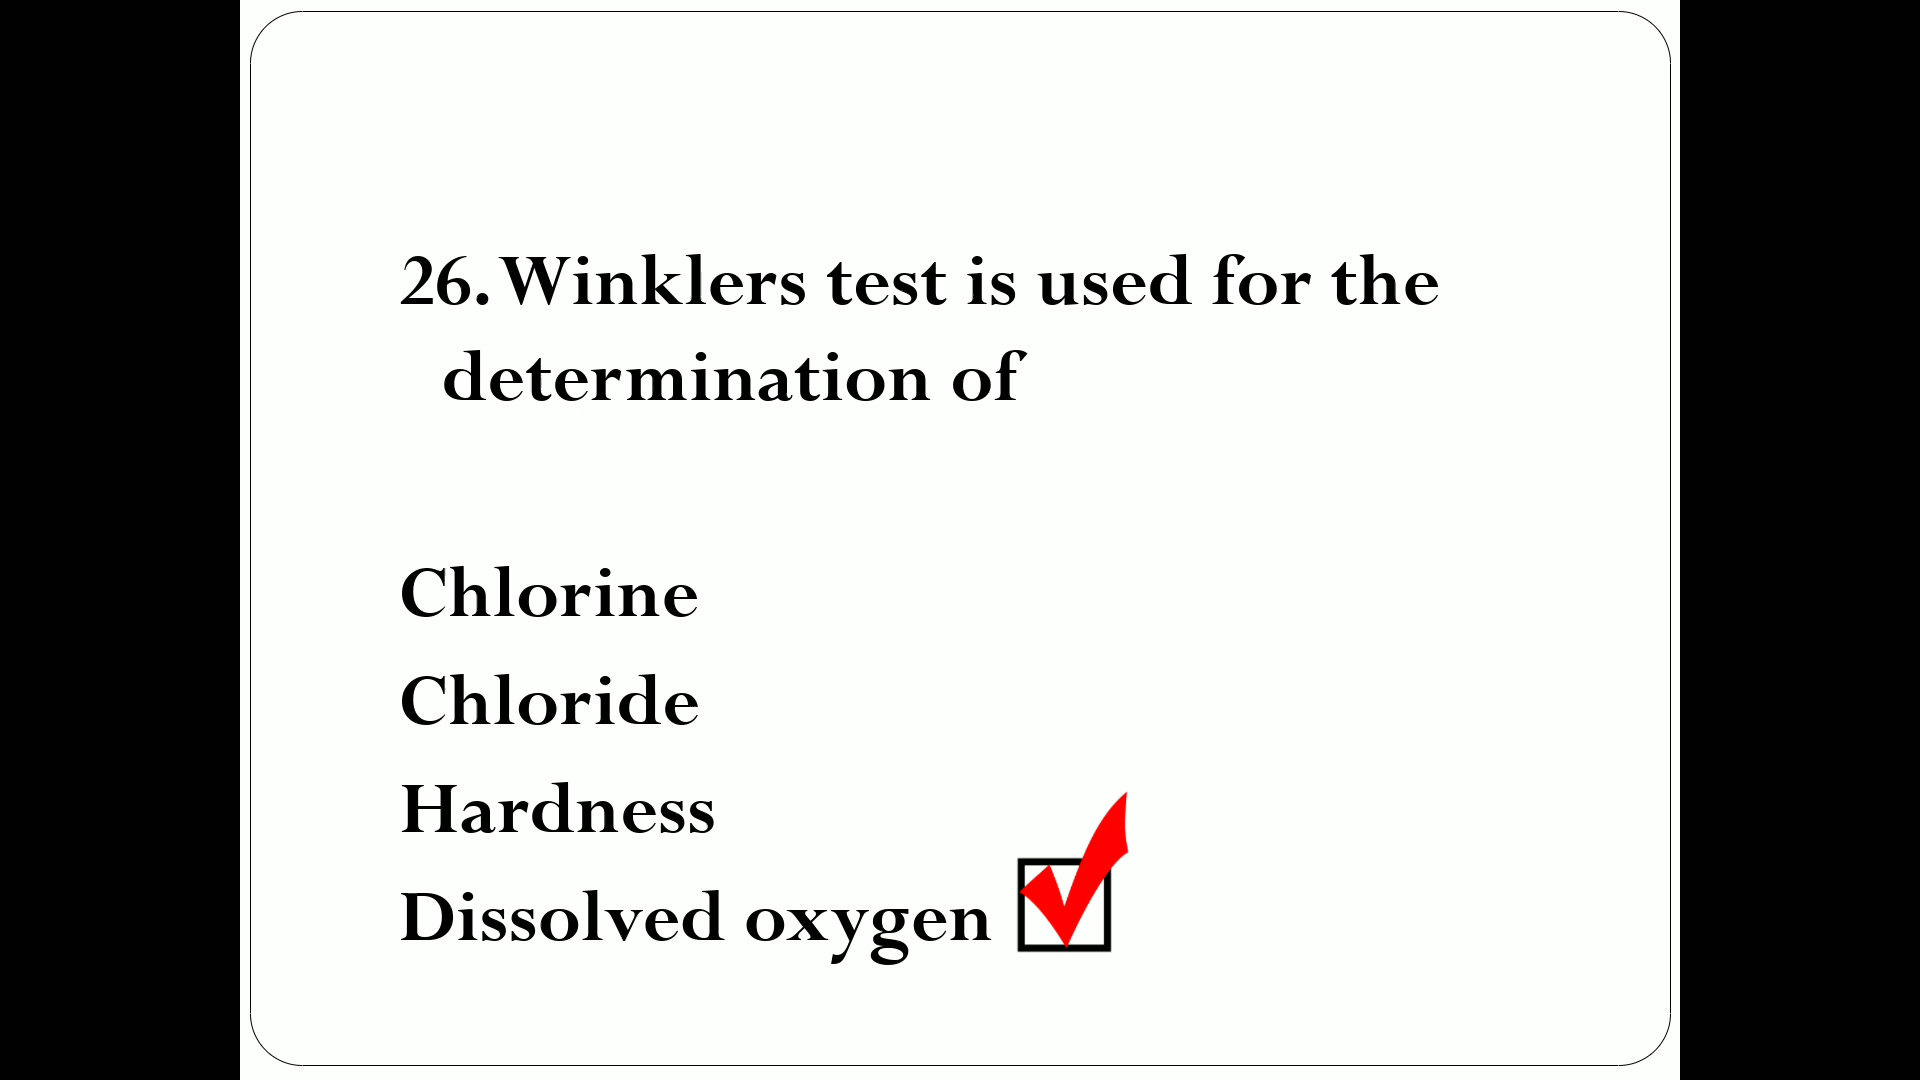 26. Winklers test is used for the
determination of
Chlorine
Chloride
Hardness
Dissolved oxygen